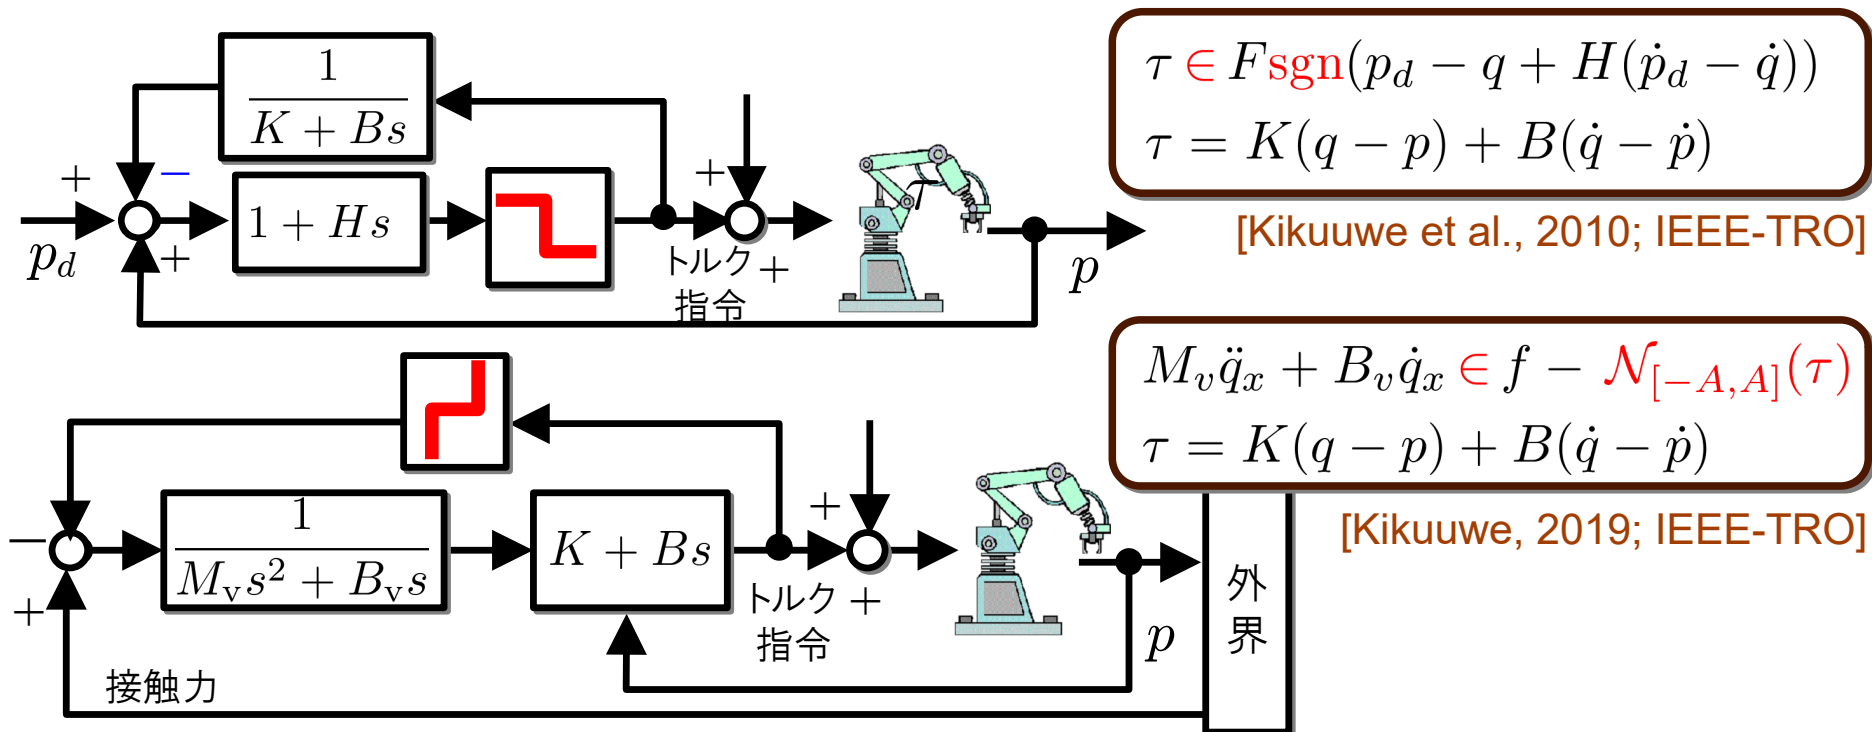 1
K + Bs
+
−
+
1 + Hs
+
τ
p_d
+
トルク +
指令
p
τ ∈ Fsgn(p_d − q + H(ṗ_d − q̇))
τ = K(q − p) + B(q̇ − ṗ)
[Kikuuwe et al., 2010; IEEE-TRO]
M_v q̈_x + B_v q̇_x ∈ f − 𝒩_[−A,A](τ)
τ = K(q − p) + B(q̇ − ṗ)
[Kikuuwe, 2019; IEEE-TRO]
−
1
M_v s² + B_v s
K + Bs
+
+
トルク +
指令
p
外
界
接触力